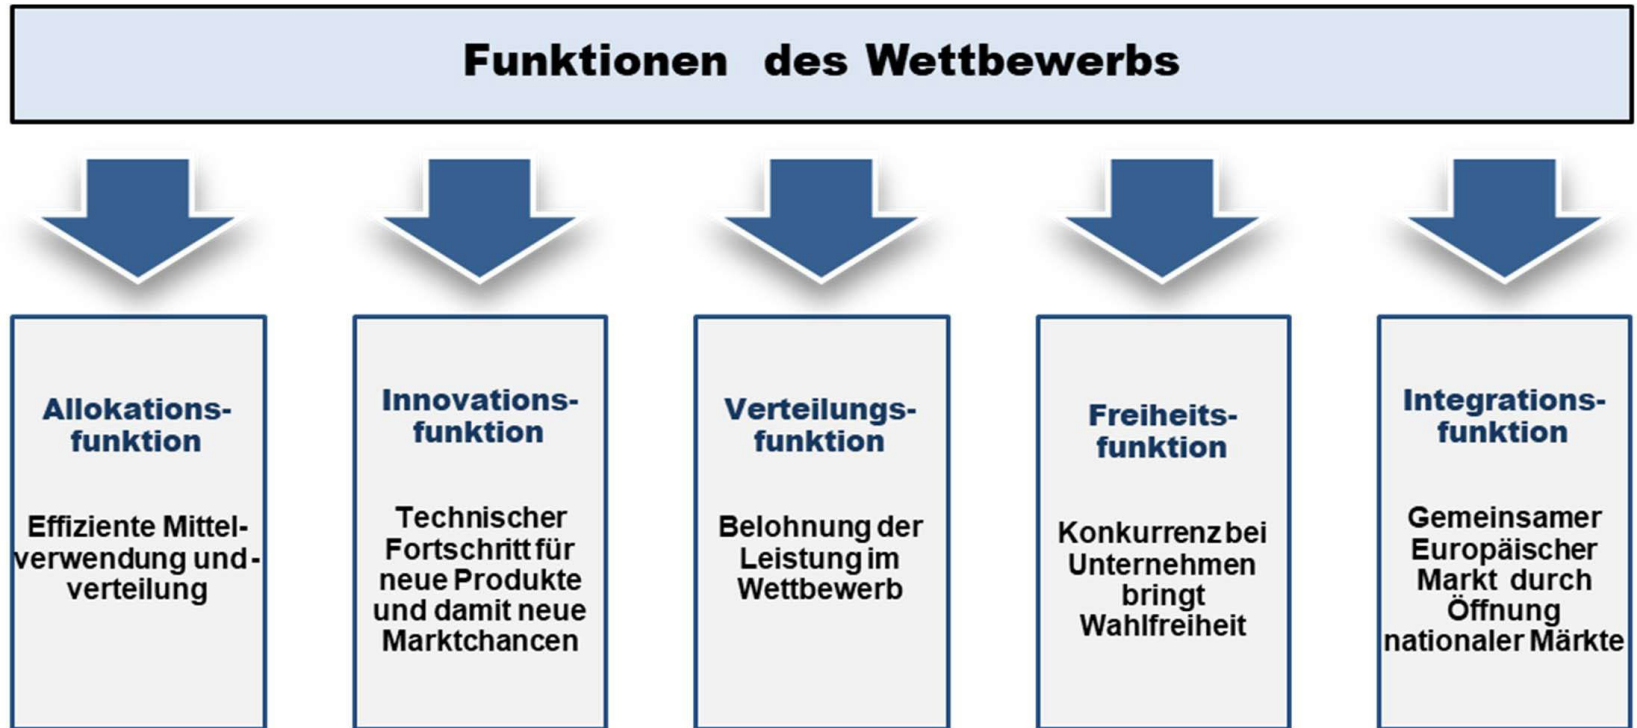 Funktionen des Wettbewerbs
Allokations-
funktion
Effiziente Mittel-
verwendung und -
verteilung
Innovations-
funktion
Technischer
Fortschritt für
neue Produkte
und damit neue
Marktchancen
Verteilungs-
funktion
Belohnung der
Leistung im
Wettbewerb
Freiheits-
funktion
Konkurrenz bei
Unternehmen
bringt
Wahlfreiheit
Integrations-
funktion
Gemeinsamer
Europäischer
Markt durch
Öffnung
nationaler Märkte